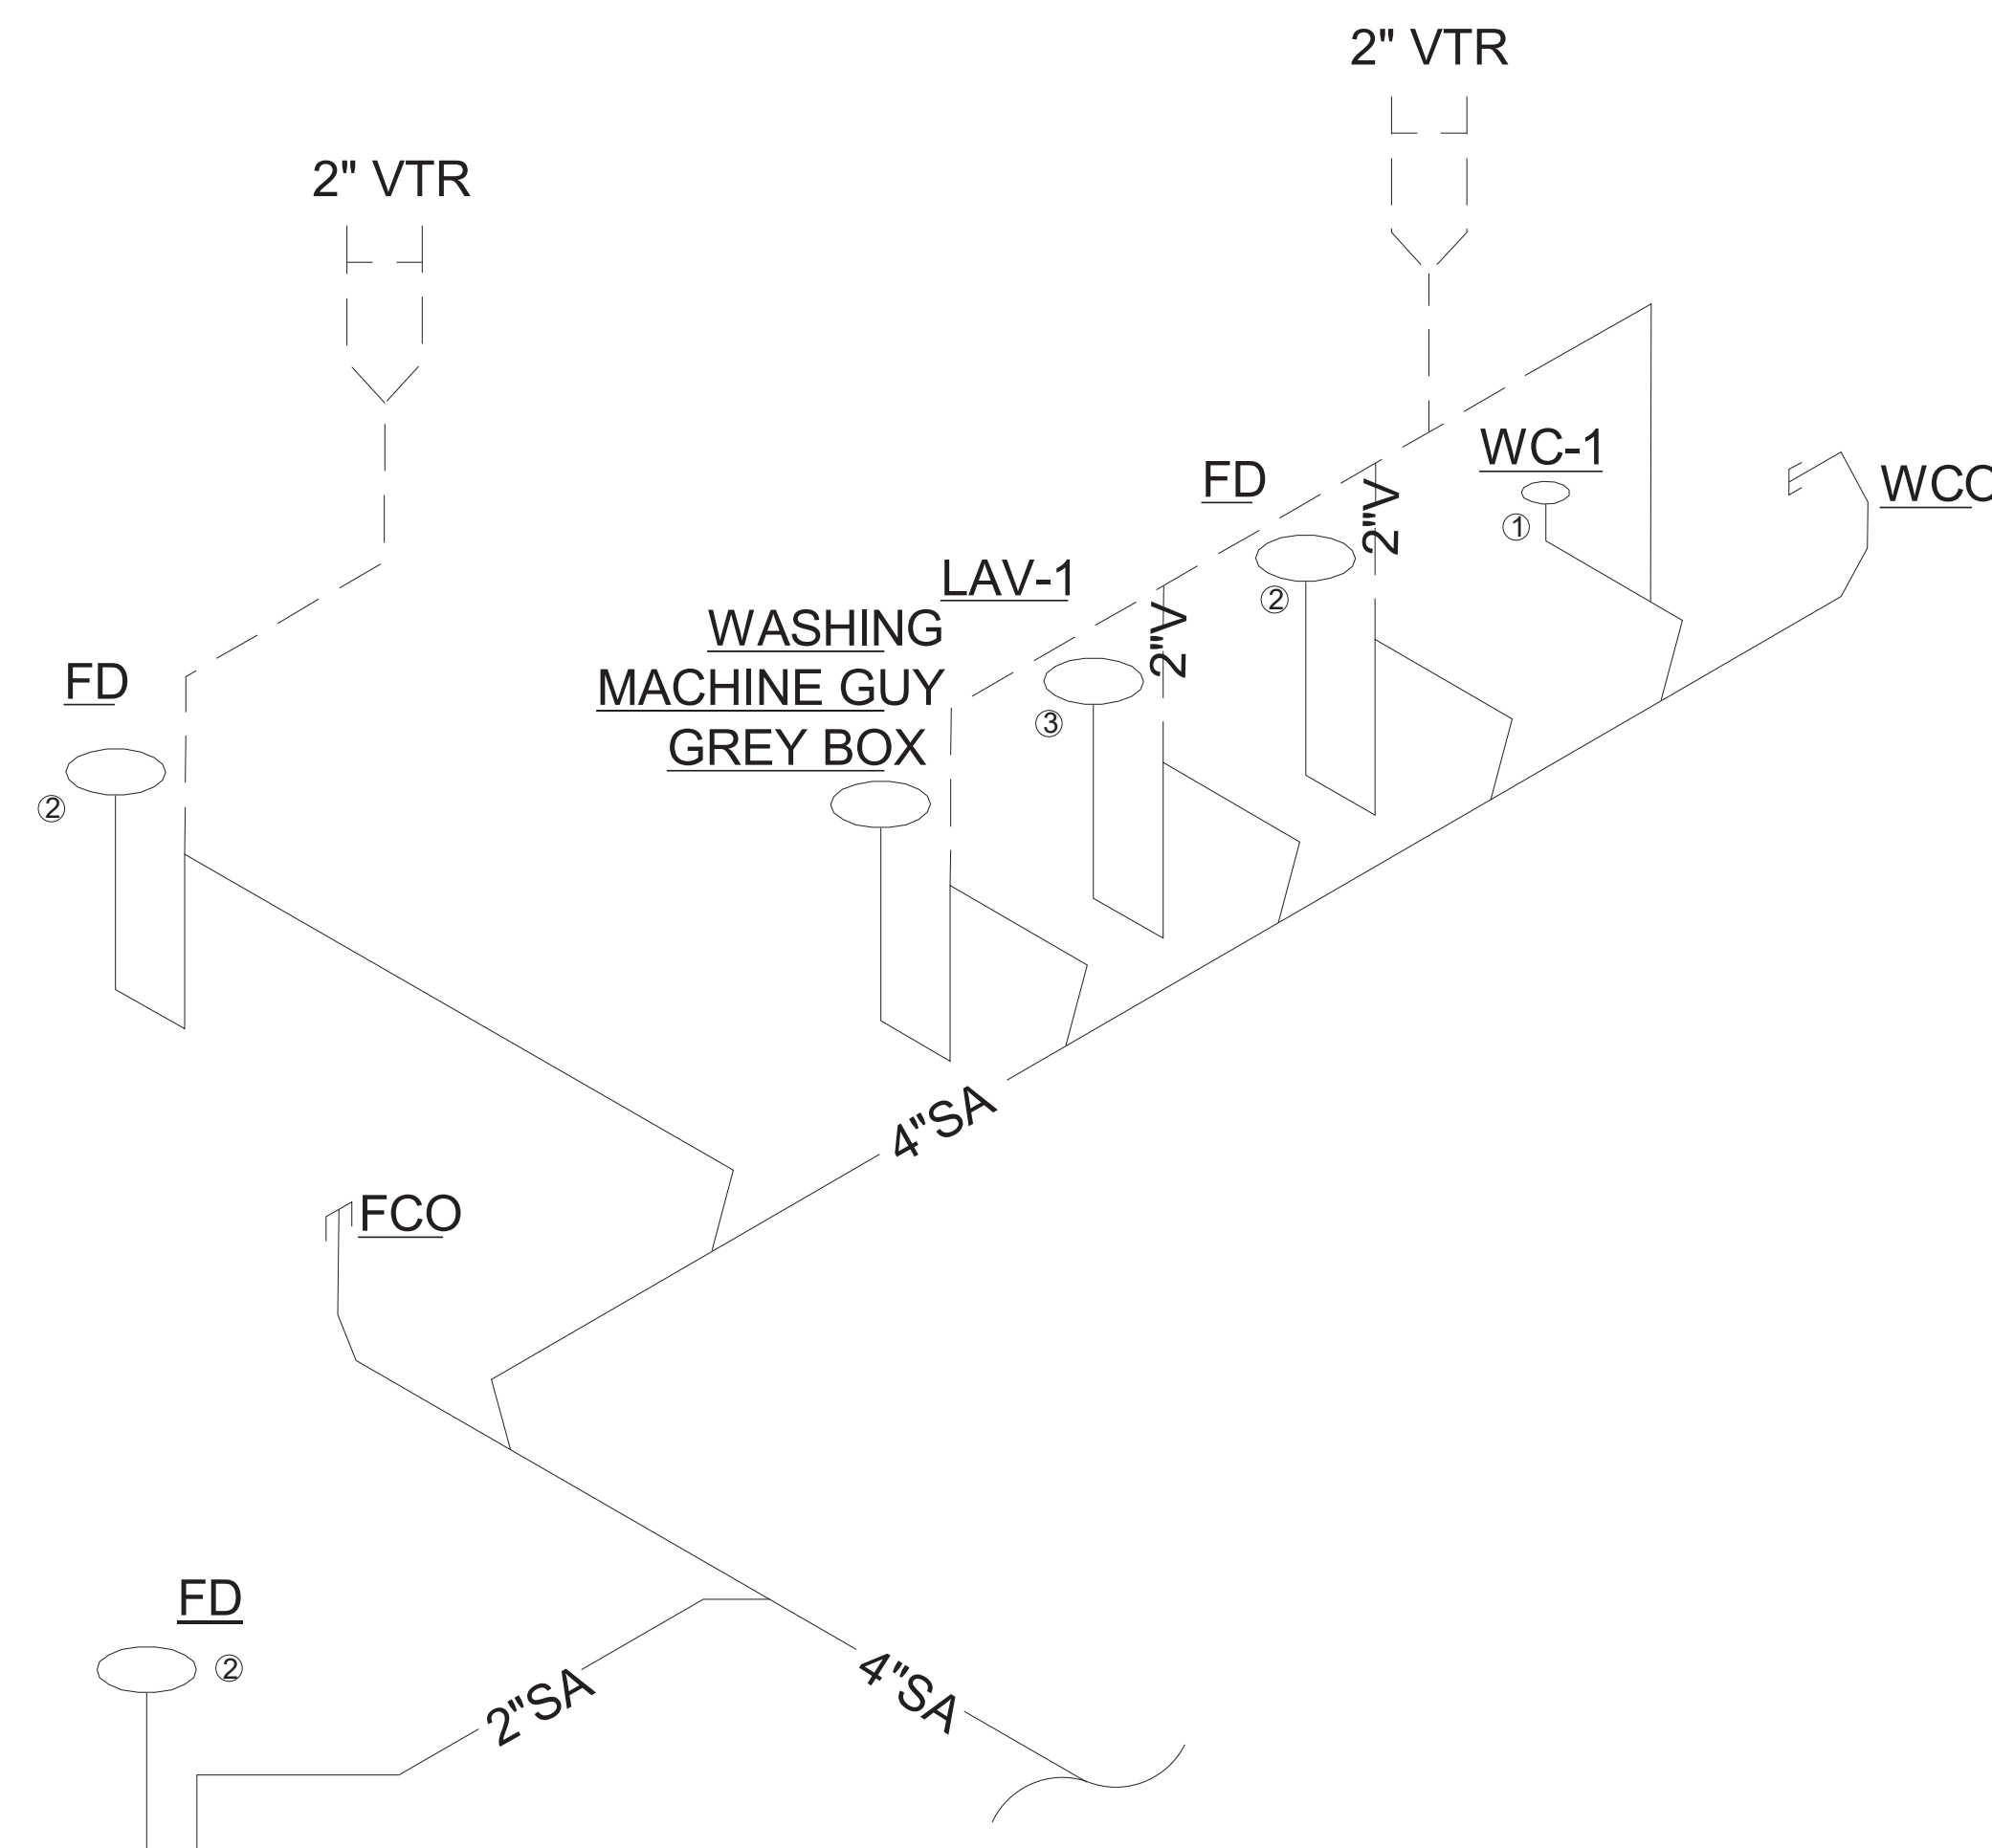 2" VTR
2" VTR
WC-1
FD
2"V
WCO
1
LAV-1
2
WASHING
2"V
FD
MACHINE GUY
3
GREY BOX
2
4"SA
FCO
FD
2
2"SA
4"SA